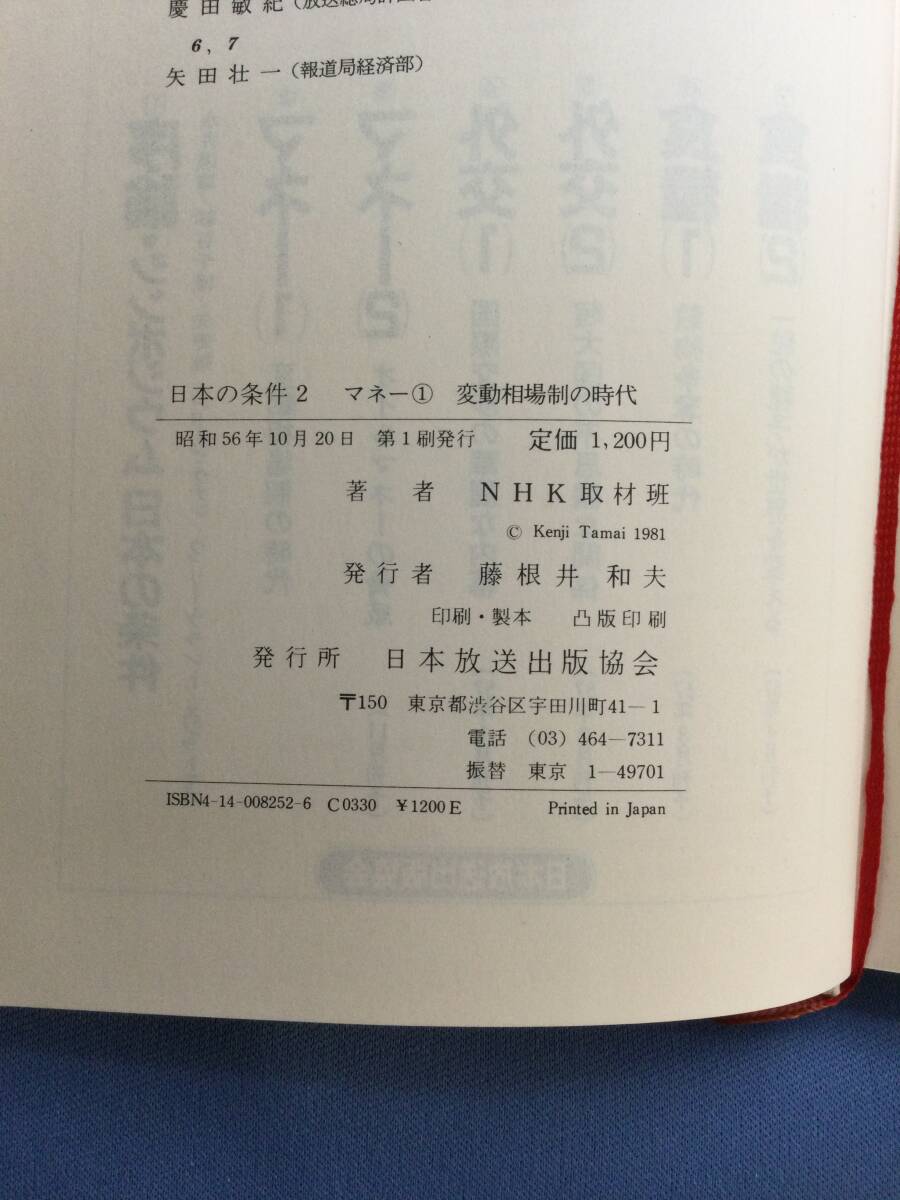 慶田敏紀（放送総局
6, 7
矢田壮一（報道局経済部）
日本の条件2 マネー① 変動相場制の時代
昭和56年10月20日 第1刷発行 定価1,200円
著者 NHK取材班
© Kenji Tamai 1981
発行者 藤根井和夫
印刷・製本 凸版印刷
発行所 日本放送出版協会
〒150 東京都渋谷区宇田川町41－1
電話 （03）464－7311
振替 東京 1－49701
ISBN4-14-008252-6 C0330 ￥1200E Printed in Japan